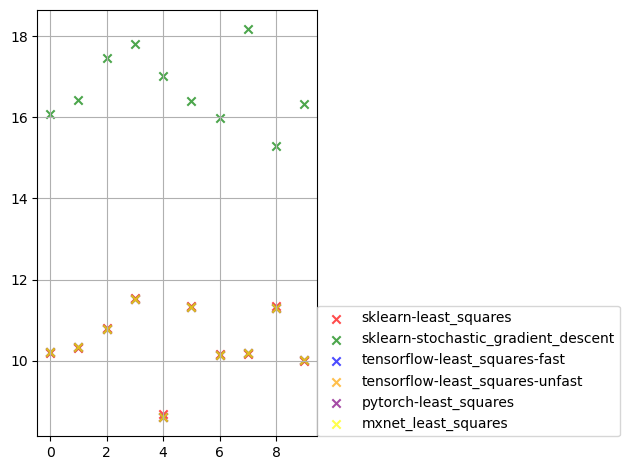 18
16
14
12
10
0 2 4 6 8
sklearn-least_squares
sklearn-stochastic_gradient_descent
tensorflow-least_squares-fast
tensorflow-least_squares-unfast
pytorch-least_squares
mxnet_least_squares